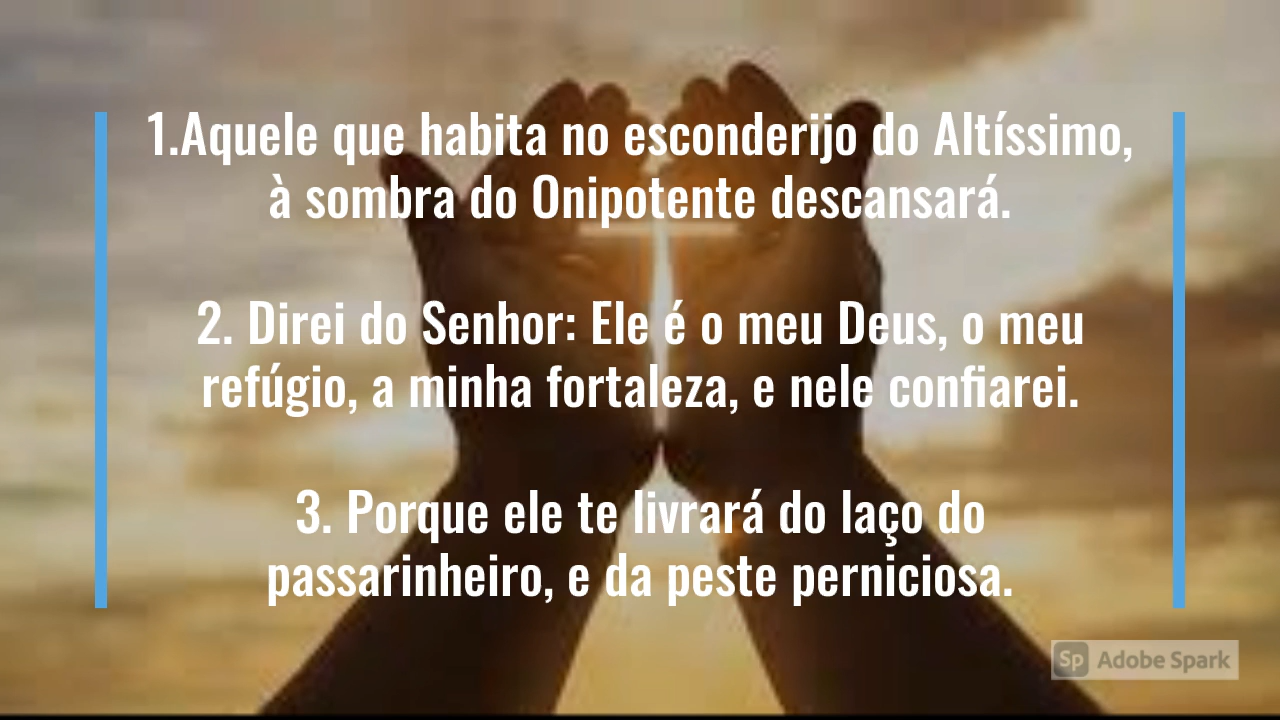 1.Aquele que habita no esconderijo do Altíssimo,
à sombra do Onipotente descansará.
2. Direi do Senhor: Ele é o meu Deus, o meu
refúgio, a minha fortaleza, e nele confiarei.
3. Porque ele te livrará do laço do
passarinheiro, e da peste perniciosa.
Sp Adobe Spark